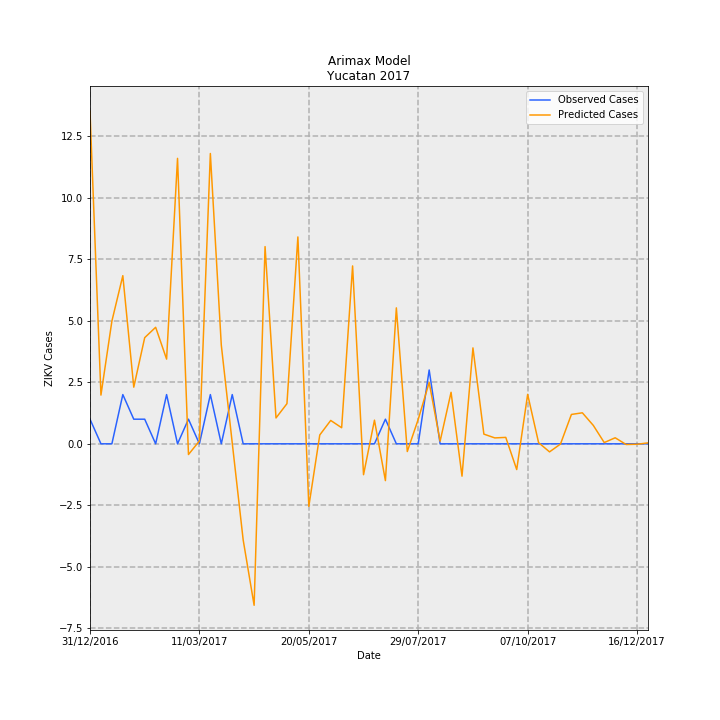 Arimax Model
Yucatan 2017
Observed Cases
Predicted Cases
12.5
10.0
7.5
5.0
2.5
0.0
−2.5
−5.0
−7.5
ZIKV Cases
31/12/2016 11/03/2017 20/05/2017 29/07/2017 07/10/2017 16/12/2017
Date